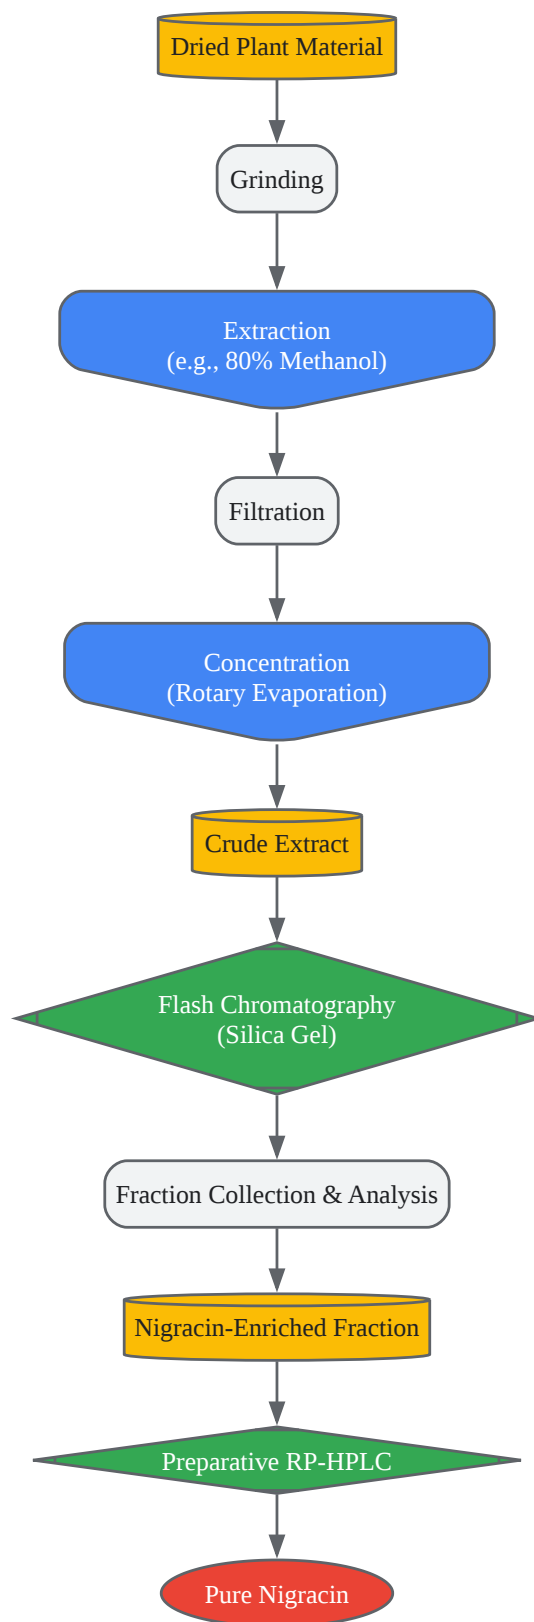 Dried Plant Material
Grinding
Extraction
(e.g., 80% Methanol)
Filtration
Concentration
(Rotary Evaporation)
Crude Extract
Flash Chromatography
(Silica Gel)
Fraction Collection & Analysis
Nigracin-Enriched Fraction
Preparative RP-HPLC
Pure Nigracin